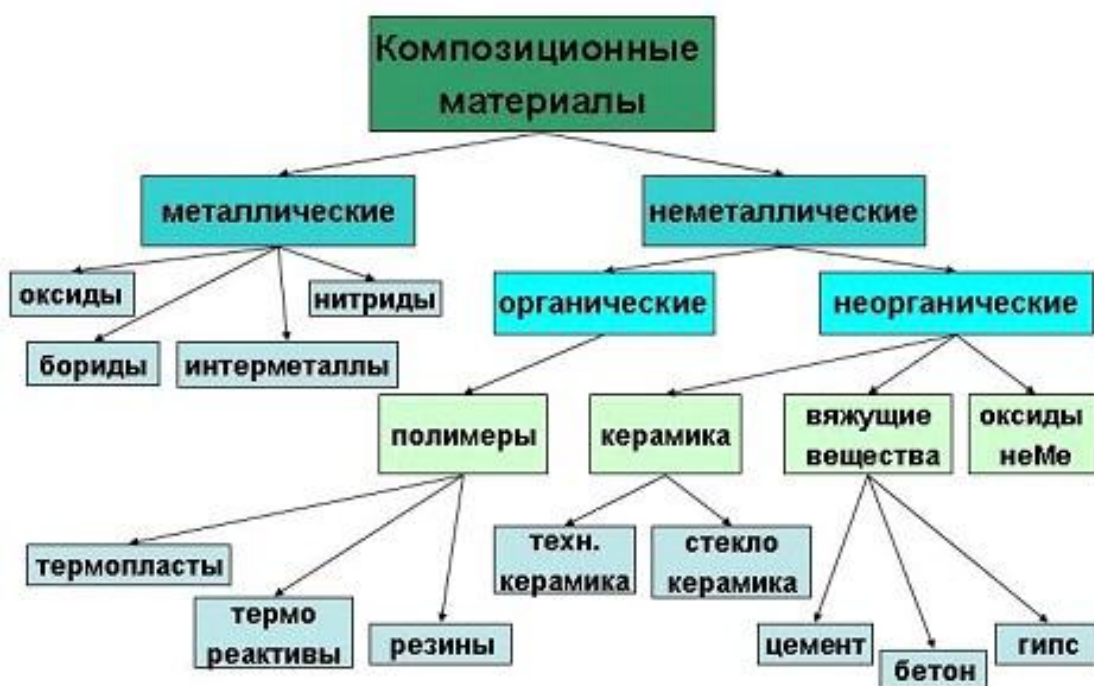 Композиционные
материалы
металлические
неметаллические
оксиды
нитриды
органические
неорганические
бориды
интерметаллы
полимеры
керамика
вяжущие
вещества
оксиды
неМе
термопласты
техн.
керамика
стекло
керамика
термо
реактивы
резины
цемент
бетон
гипс